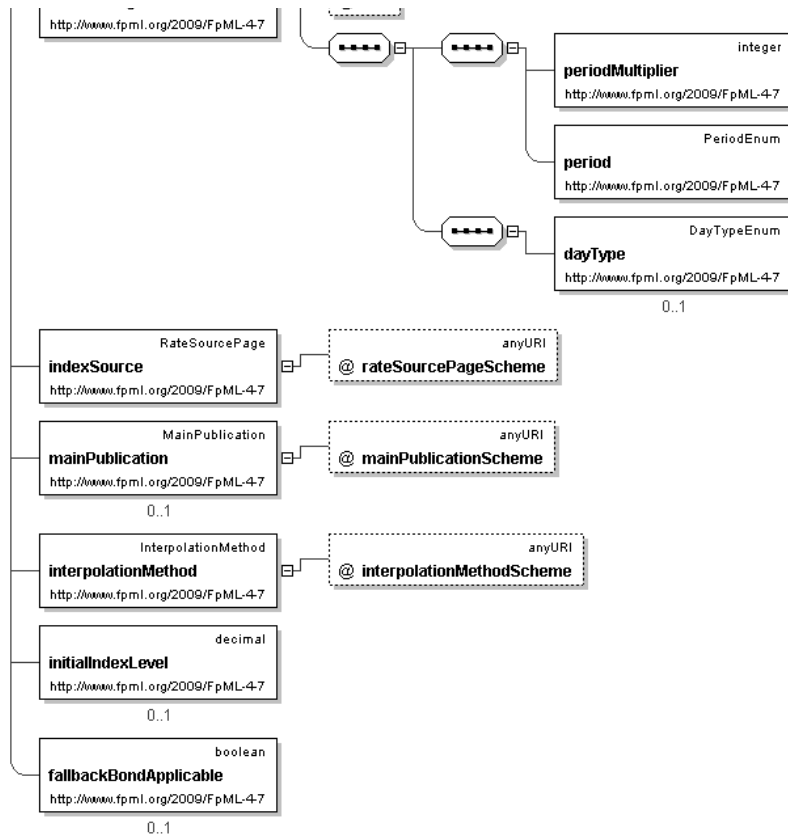 http://www.fpml.org/2009/FpML-4-7
integer
periodMultiplier
http://www.fpml.org/2009/FpML-4-7
PeriodEnum
period
http://www.fpml.org/2009/FpML-4-7
DayTypeEnum
dayType
http://www.fpml.org/2009/FpML-4-7
0..1
RateSourcePage
indexSource
http://www.fpml.org/2009/FpML-4-7
anyURI
@ rateSourcePageScheme
MainPublication
mainPublication
http://www.fpml.org/2009/FpML-4-7
0..1
anyURI
@ mainPublicationScheme
InterpolationMethod
interpolationMethod
http://www.fpml.org/2009/FpML-4-7
anyURI
@ interpolationMethodScheme
decimal
initialIndexLevel
http://www.fpml.org/2009/FpML-4-7
0..1
boolean
fallbackBondApplicable
http://www.fpml.org/2009/FpML-4-7
0..1